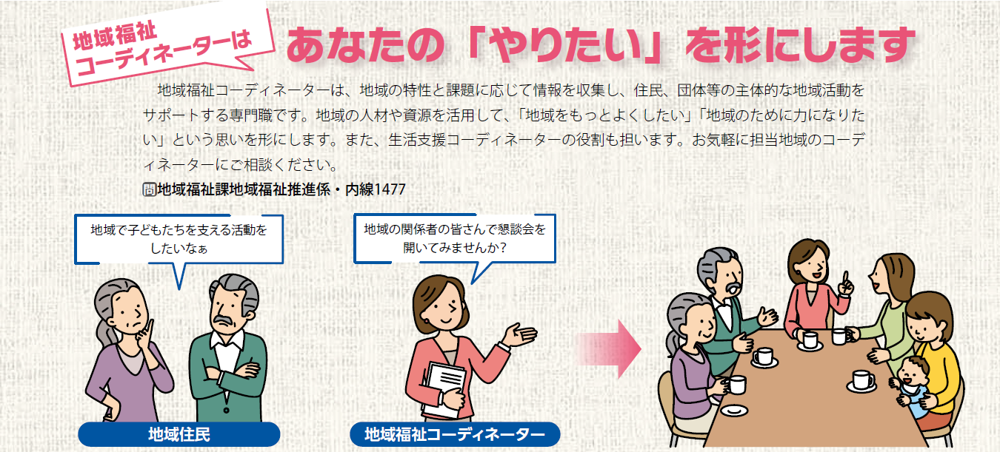 地域福祉
コーディネーターは
あなたの「やりたい」を形にします
地域福祉コーディネーターは、地域の特性と課題に応じて情報を収集し、住民、団体等の主体的な地域活動を
サポートする専門職です。地域の人材や資源を活用して、「地域をもっとよくしたい」「地域のために力になりた
い」という思いを形にします。また、生活支援コーディネーターの役割も担います。お気軽に担当地域のコーデ
ィネーターにご相談ください。
問地域福祉課地域福祉推進係・内線1477
地域で子どもたちを支える活動を
したいなぁ
地域の関係者の皆さんで懇談会を
開いてみませんか？
地域住民
地域福祉コーディネーター